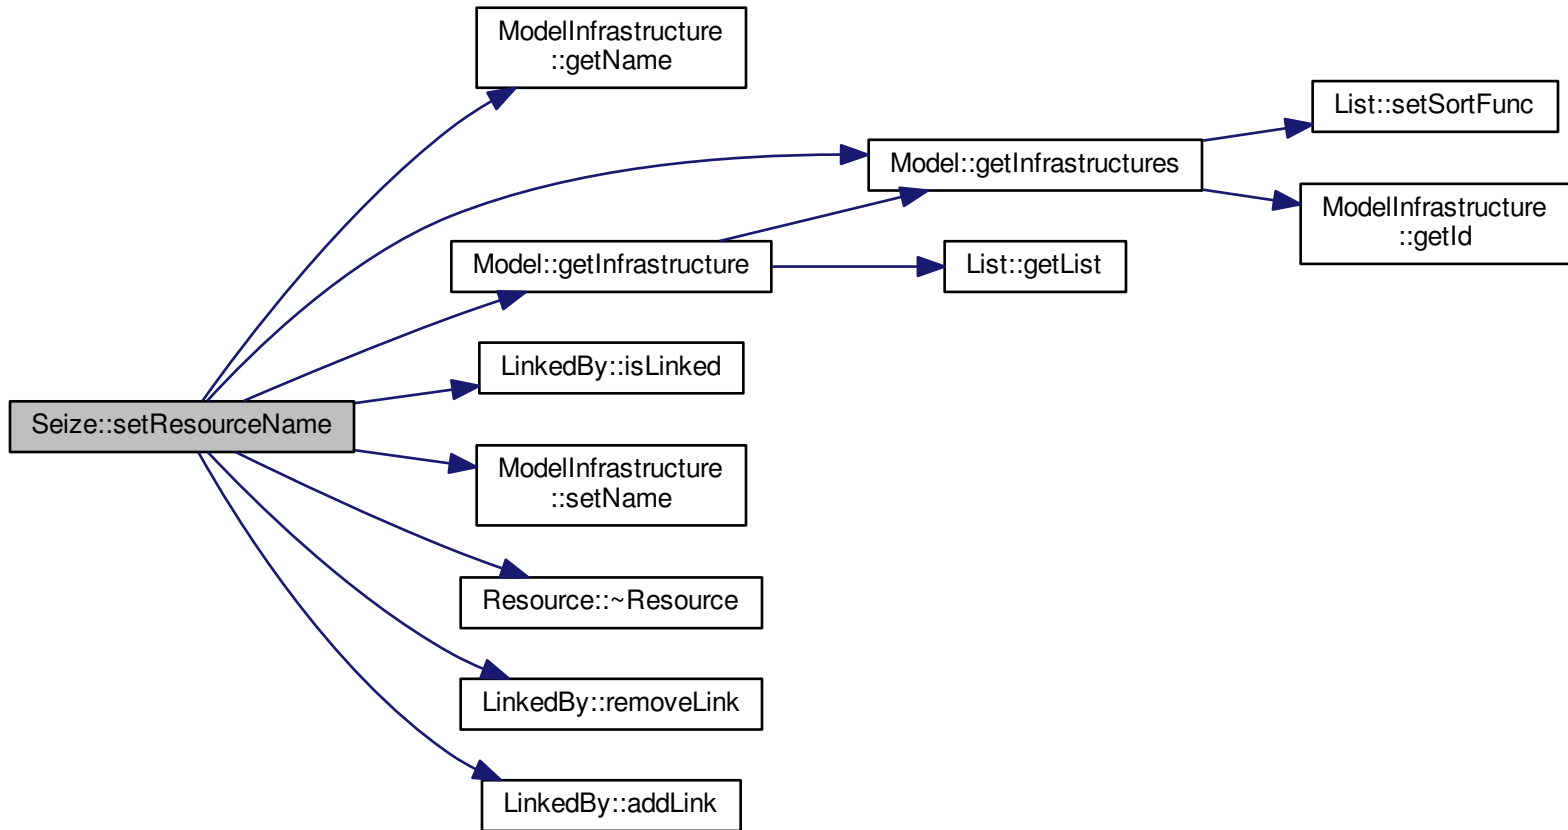 ModelInfrastructure
::getName
List::setSortFunc
Model::getInfrastructures
ModelInfrastructure
::getId
Model::getInfrastructure
List::getList
LinkedBy::isLinked
Seize::setResourceName
ModelInfrastructure
::setName
Resource::~Resource
LinkedBy::removeLink
LinkedBy::addLink